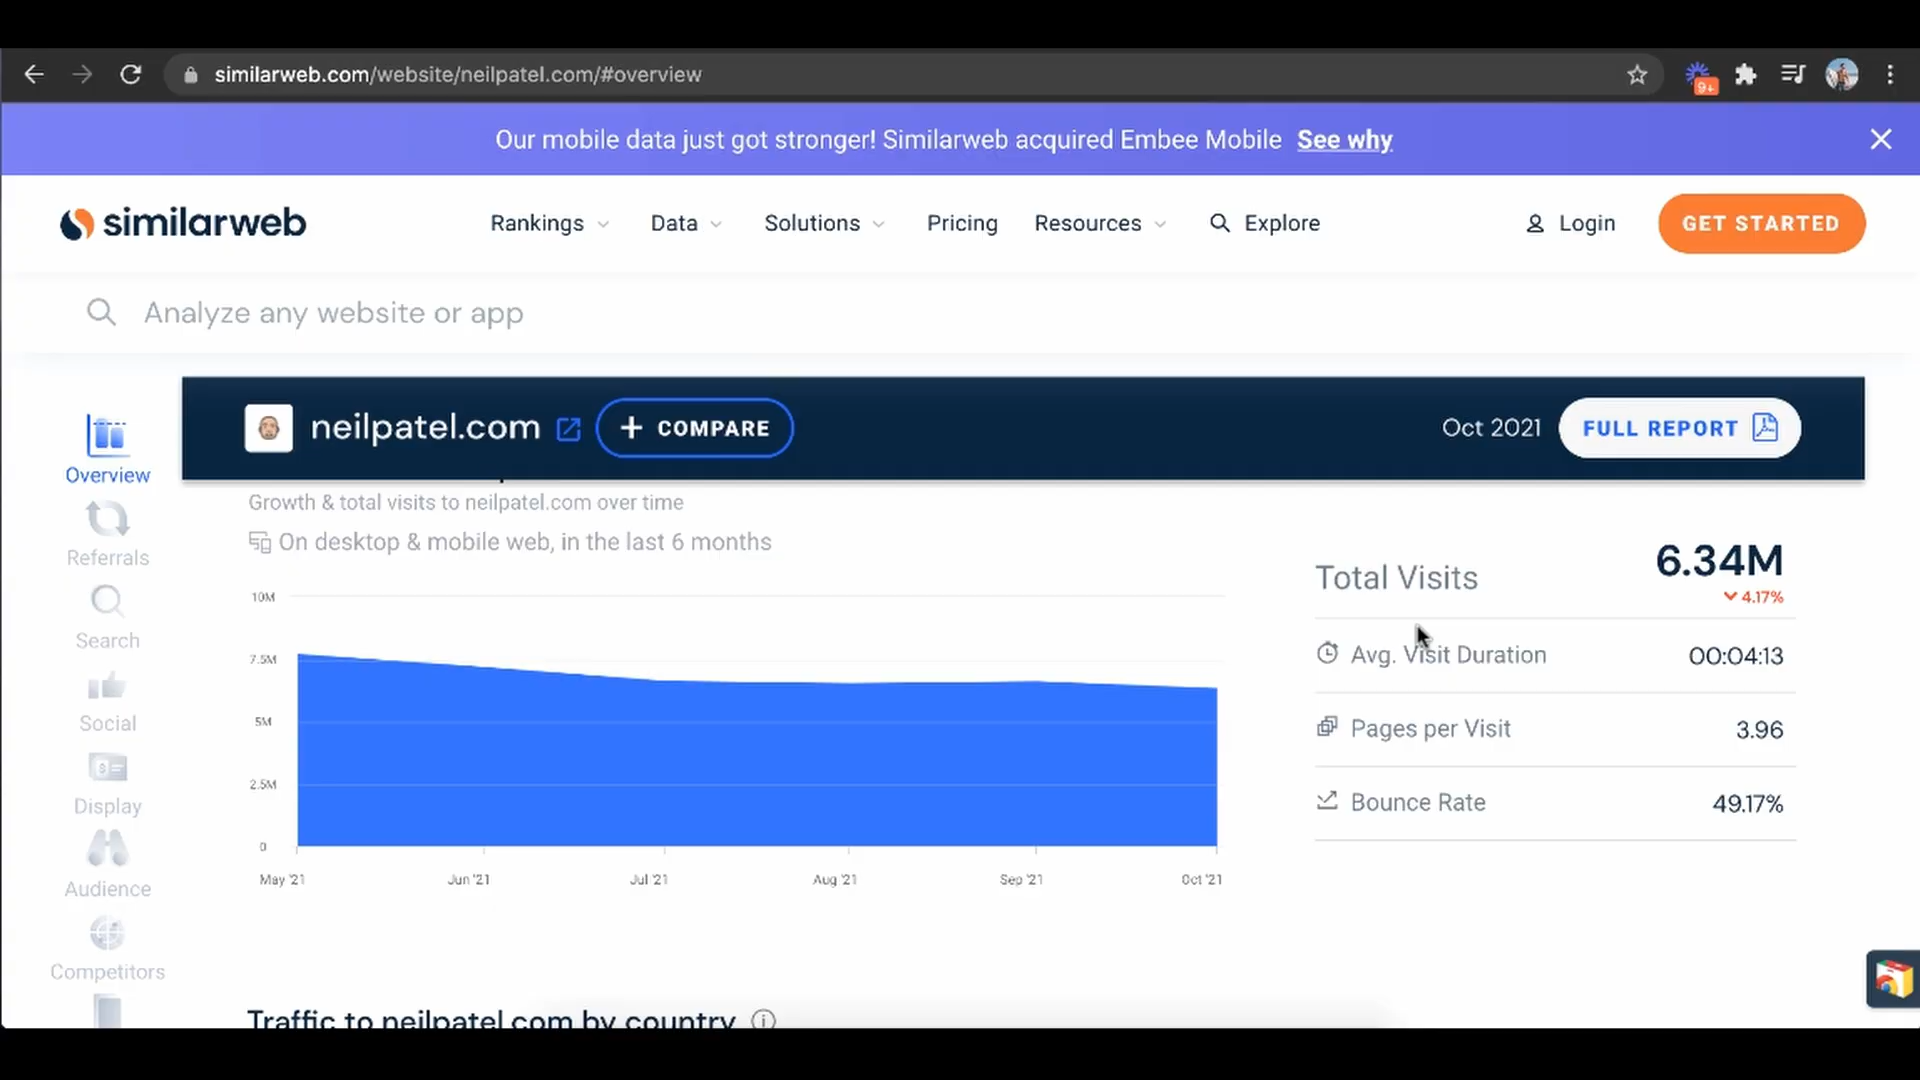 similarweb.com/website/neilpatel.com/#overview
9+
Our mobile data just got stronger! Similarweb acquired Embee Mobile See why
similarweb
Rankings Data Solutions Pricing Resources Explore Login GET STARTED
Analyze any website or app
neilpatel.com + COMPARE Oct 2021 FULL REPORT
Overview
Referrals
Search
Social
Display
Audience
Competitors
Growth & total visits to neilpatel.com over time
On desktop & mobile web, in the last 6 months
10M
7.5M
5M
2.5M
0
May '21 Jun '21 Jul '21 Aug '21 Sep '21 Oct '21
Total Visits 6.34M
4.17%
Avg. Visit Duration 00:04:13
Pages per Visit 3.96
Bounce Rate 49.17%
Traffic to neilpatel.com by country